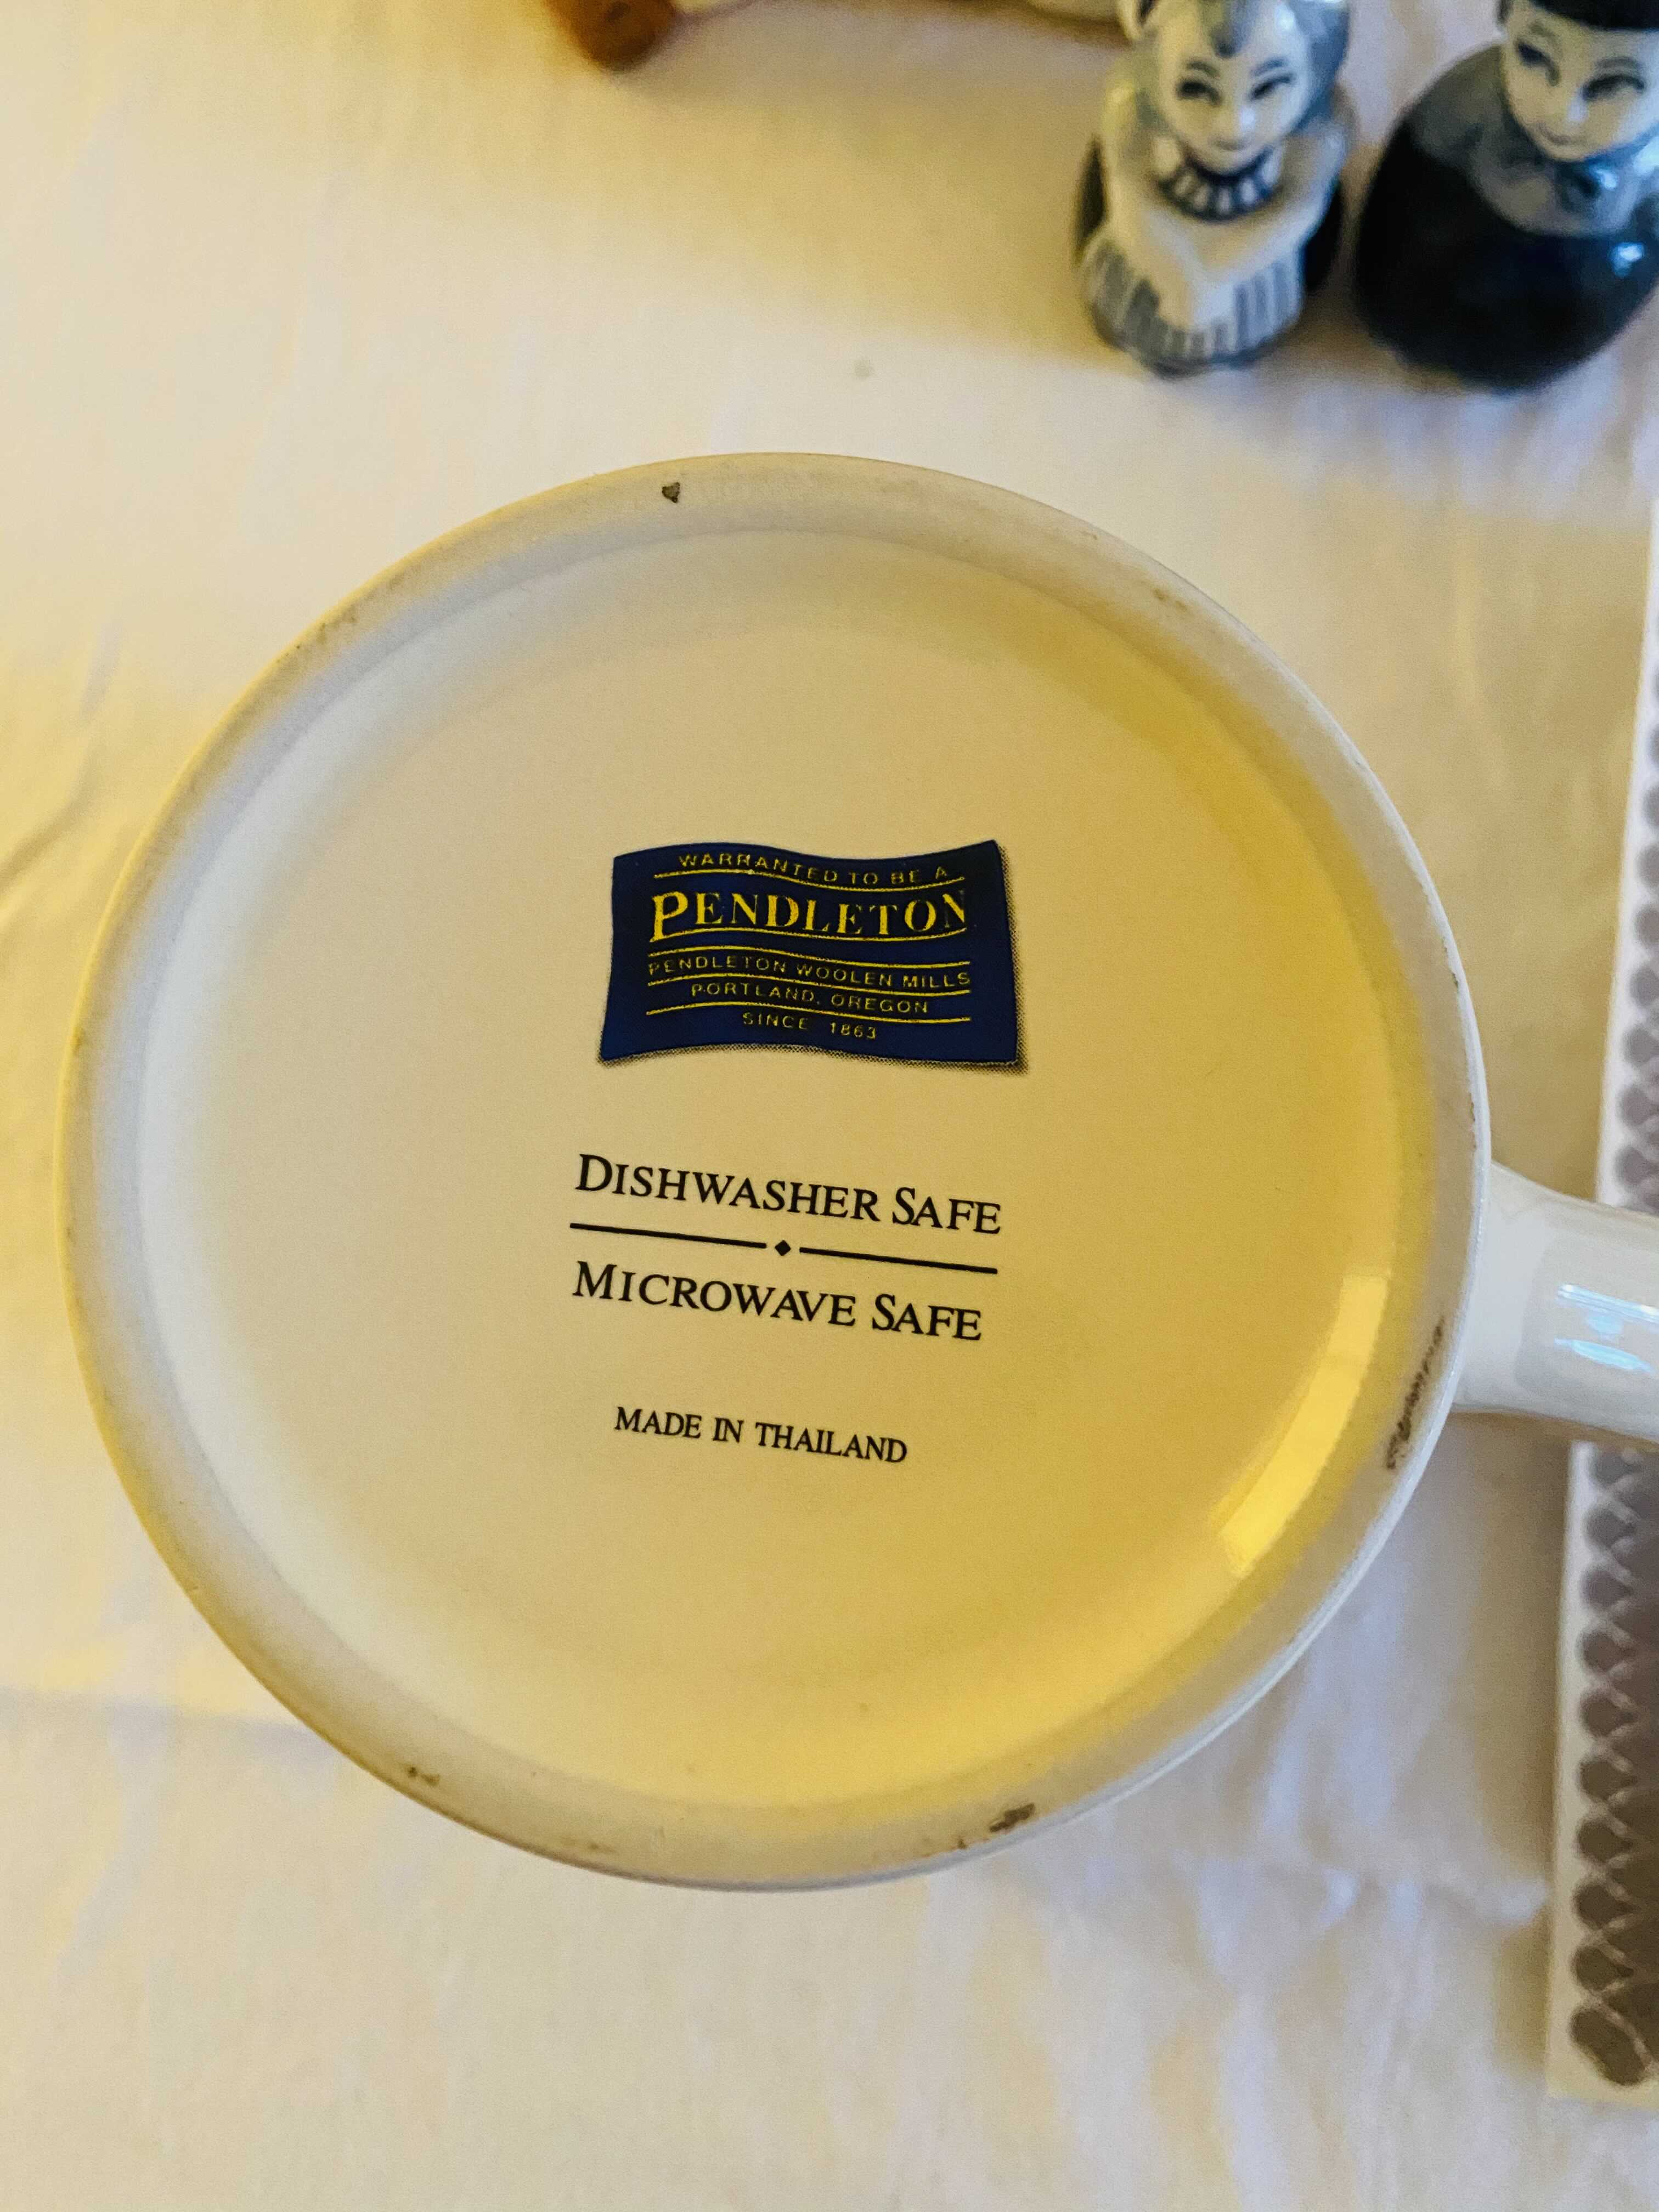 WARRANTED TO BE A
PENDLETON
PENDLETON WOOLEN MILLS
PORTLAND, OREGON
SINCE 1863
DISHWASHER SAFE
MICROWAVE SAFE
MADE IN THAILAND